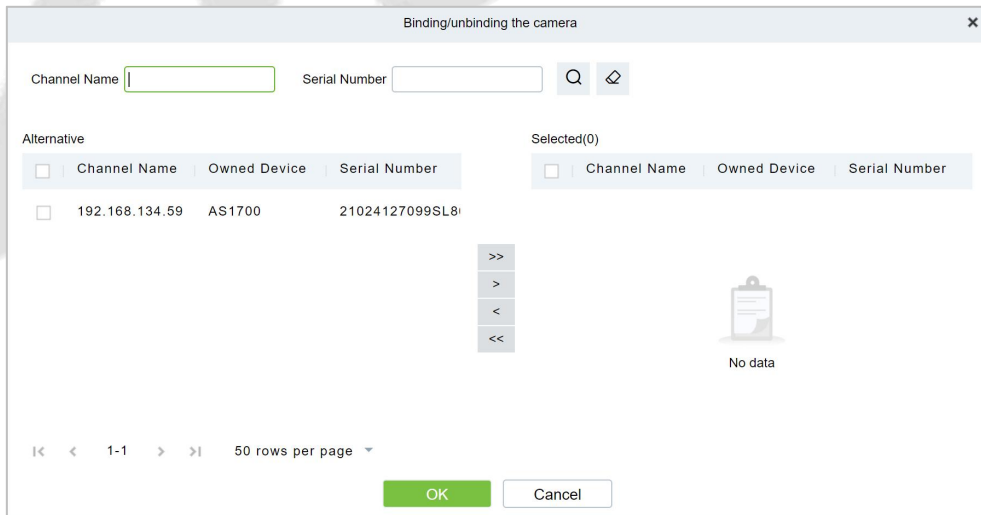 Binding/unbinding the camera
Channel Name Serial Number
Alternative Selected(0)
Channel Name Owned Device Serial Number Channel Name Owned Device Serial Number
192.168.134.59 AS1700 21024127099SL8
>>
>
<
<<
No data
1-1 50 rows per page
OK Cancel